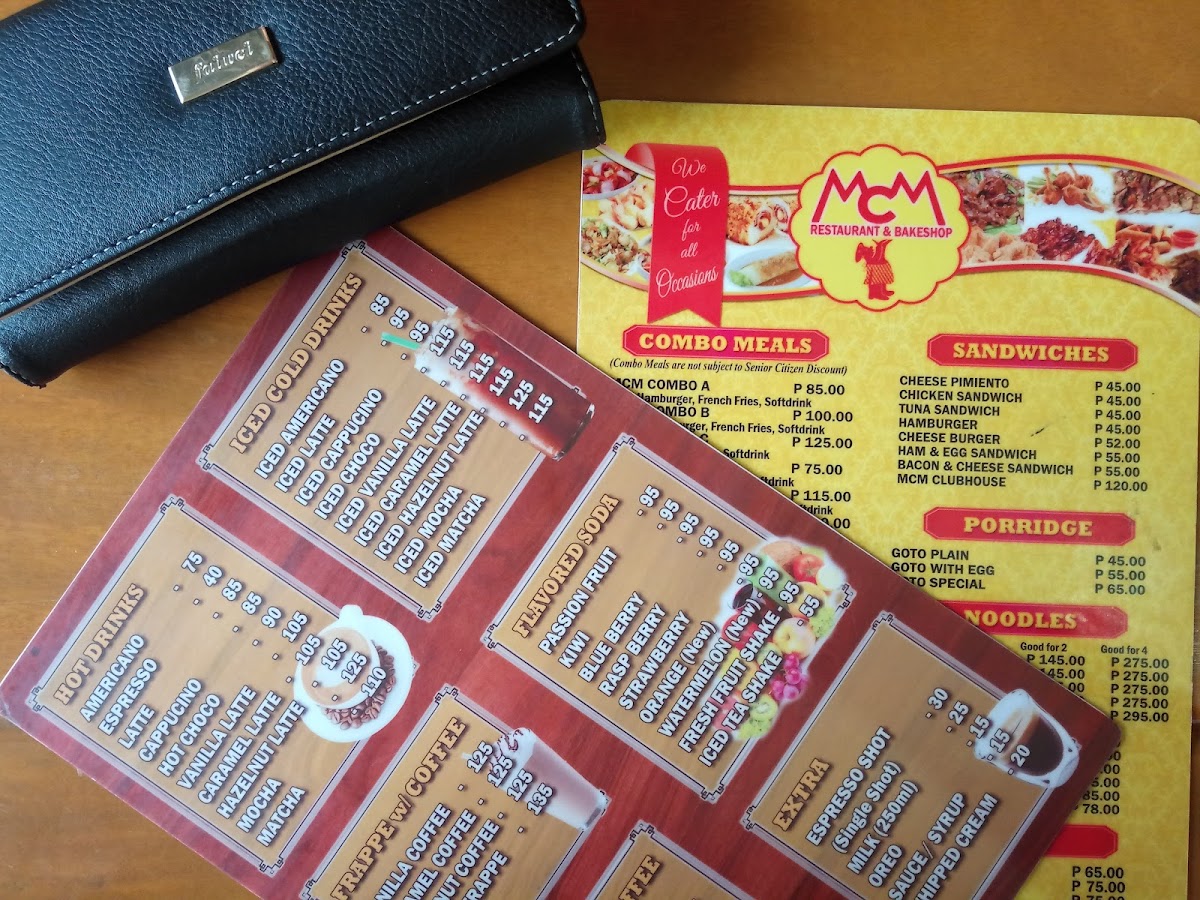 falwel
We
Cater
for
all
Occasions
McM
RESTAURANT & BAKESHOP
COMBO MEALS
(Combo Meals are not subject to Senior Citizen Discount)
MCM COMBO A P 85.00
Hamburger, French Fries, Softdrink
COMBO B P 100.00
French Fries, Softdrink
P 125.00
Softdrink
P 75.00
P 115.00
SANDWICHES
CHEESE PIMIENTO P 45.00
CHICKEN SANDWICH P 45.00
TUNA SANDWICH P 45.00
HAMBURGER P 45.00
CHEESE BURGER P 52.00
HAM & EGG SANDWICH P 55.00
BACON & CHEESE SANDWICH P 55.00
MCM CLUBHOUSE P 120.00
PORRIDGE
GOTO PLAIN P 45.00
GOTO WITH EGG P 55.00
GOTO SPECIAL P 65.00
NOODLES
Good for 2 Good for 4
P 145.00 P 275.00
P 275.00
P 275.00
P 295.00
P 78.00
P 65.00
P 75.00
ICED COLD DRINKS
ICED AMERICANO 85
ICED LATTE 95
ICED CAPPUCINO 95
ICED CHOCO 115
ICED VANILLA LATTE 115
ICED CARAMEL LATTE 115
ICED HAZELNUT LATTE 115
ICED MOCHA 125
ICED MATCHA 115
HOT DRINKS
AMERICANO 75
ESPRESSO 40
LATTE 85
CAPPUCINO 85
HOT CHOCO 90
VANILLA LATTE 105
CARAMEL LATTE 105
HAZELNUT LATTE 105
MOCHA 125
MATCHA 110
FLAVORED SODA
PASSION FRUIT 95
KIWI 95
BLUE BERRY 95
RASP BERRY 95
STRAWBERRY 95
ORANGE (New) 95
WATERMELON (New) 95
FRESH FRUIT SHAKE - 95
ICED TEA SHAKE 55
FRAPPE w/ COFFEE
COFFEE 125
COFFIE 125
COFFEE 125
135
EXTRA
ESPRESSO SHOT 30
(Single Shot)
MILK (250ml) 25
OREO 15
SAUCE // SYRUP 15
WHIPPED CREAM 20